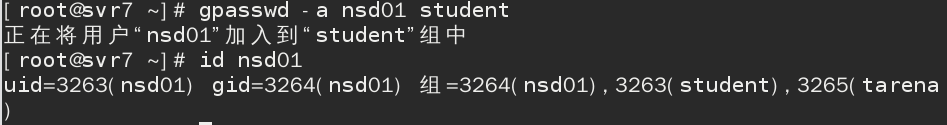 [root@svr7 ~]# gpasswd -a nsd01 student
正在将用户“nsd01”加入到“student”组中
[root@svr7 ~]# id nsd01
uid=3263(nsd01) gid=3264(nsd01) 组=3264(nsd01),3263(student),3265(tarena
)